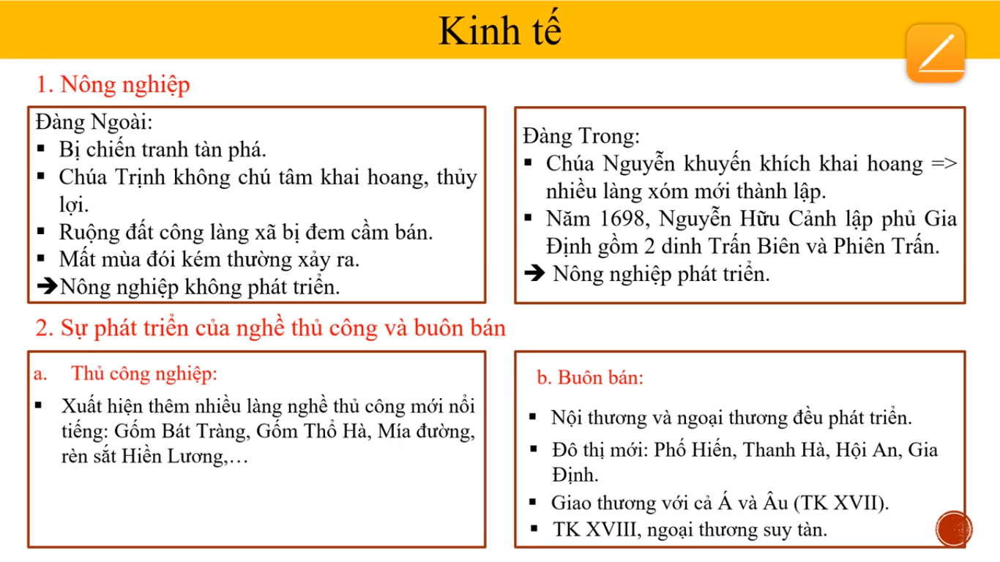 Kinh tế
1. Nông nghiệp
Đàng Ngoài:
▪ Bị chiến tranh tàn phá.
▪ Chúa Trịnh không chú tâm khai hoang, thủy
lợi.
▪ Ruộng đất công làng xã bị đem cầm bán.
▪ Mất mùa đói kém thường xảy ra.
➔Nông nghiệp không phát triển.
Đàng Trong:
▪ Chúa Nguyễn khuyến khích khai hoang =>
nhiều làng xóm mới thành lập.
▪ Năm 1698, Nguyễn Hữu Cảnh lập phủ Gia
Định gồm 2 dinh Trấn Biên và Phiên Trấn.
➔ Nông nghiệp phát triển.
2. Sự phát triển của nghề thủ công và buôn bán
a. Thủ công nghiệp:
▪ Xuất hiện thêm nhiều làng nghề thủ công mới nổi
tiếng: Gốm Bát Tràng, Gốm Thổ Hà, Mía đường,
rèn sắt Hiền Lương,…
b. Buôn bán:
▪ Nội thương và ngoại thương đều phát triển.
▪ Đô thị mới: Phố Hiến, Thanh Hà, Hội An, Gia
Định.
▪ Giao thương với cả Á và Âu (TK XVII).
▪ TK XVIII, ngoại thương suy tàn.